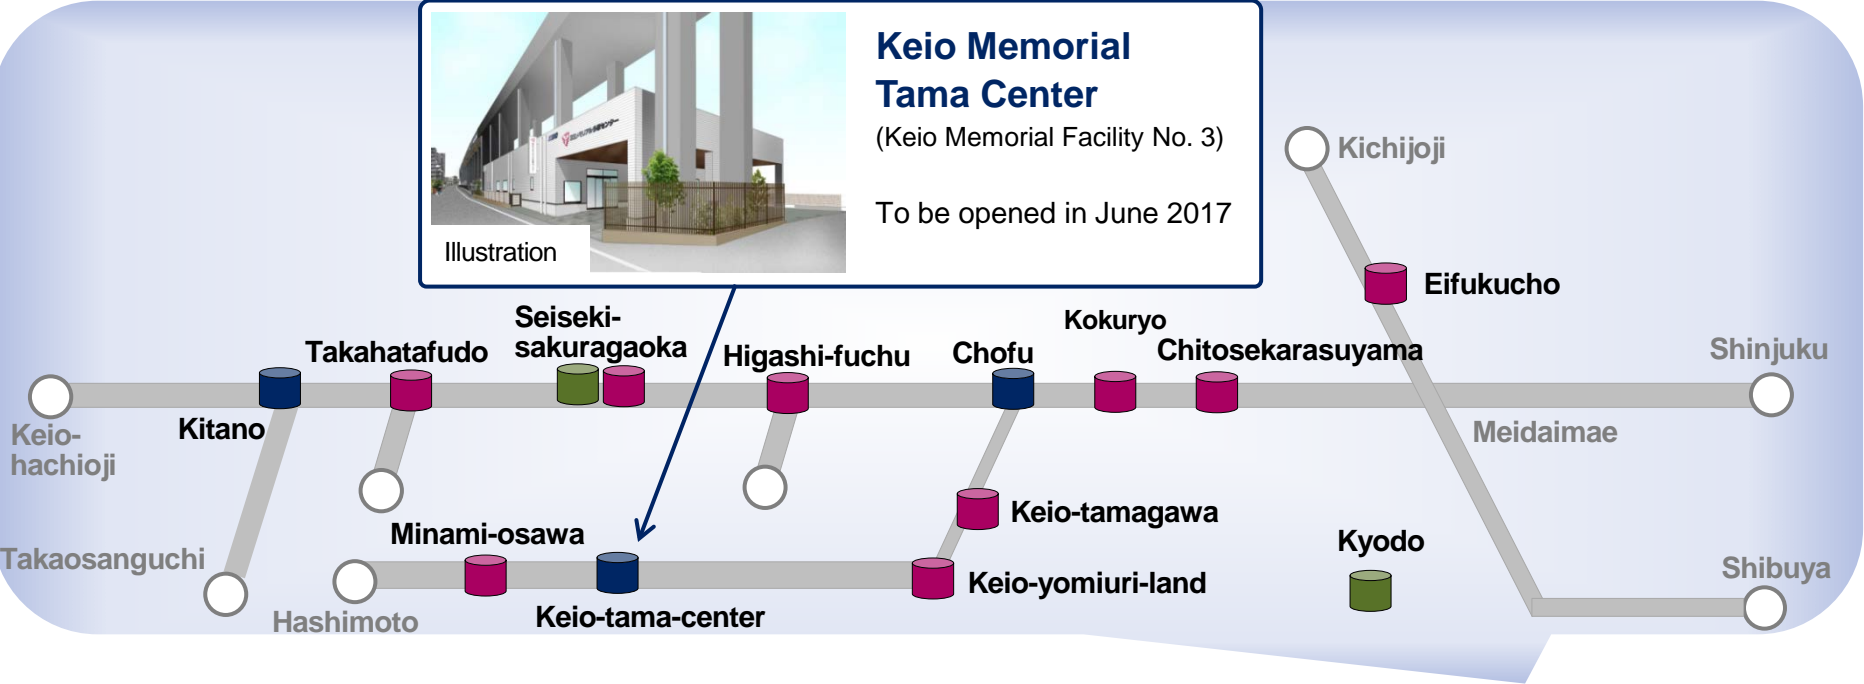 Keio Memorial
Tama Center
(Keio Memorial Facility No. 3)
To be opened in June 2017
Illustration
Kichijoji
Eifukucho
Seiseki-
sakuragaoka
Takahatafudo
Higashi-fuchu
Chofu
Kokuryo
Chitosekarasuyama
Shinjuku
Kitano
Keio-
hachioji
Meidaimae
Minami-osawa
Keio-tamagawa
Kyodo
Takaosanguchi
Keio-yomiuri-land
Shibuya
Hashimoto
Keio-tama-center